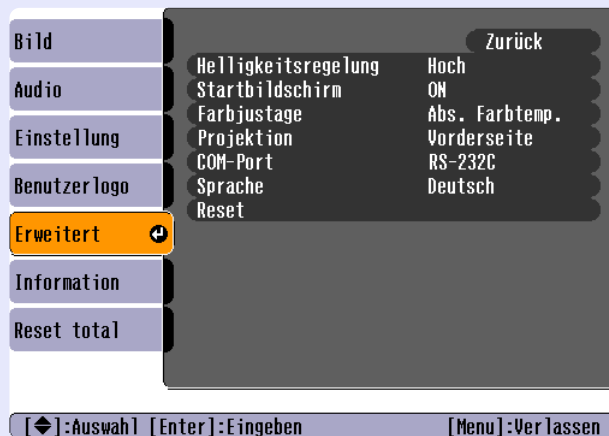 Bild
Audio
Einstellung
Benutzerlogo
Erweitert
Information
Reset total
Zurück
Helligkeitsregelung Hoch
Startbildschirm ON
Farbjustage Abs. Farbtemp.
Projektion Vorderseite
COM-Port RS-232C
Sprache Deutsch
Reset
[◆]:Auswahl [Enter]:Eingeben [Menu]:Verlassen